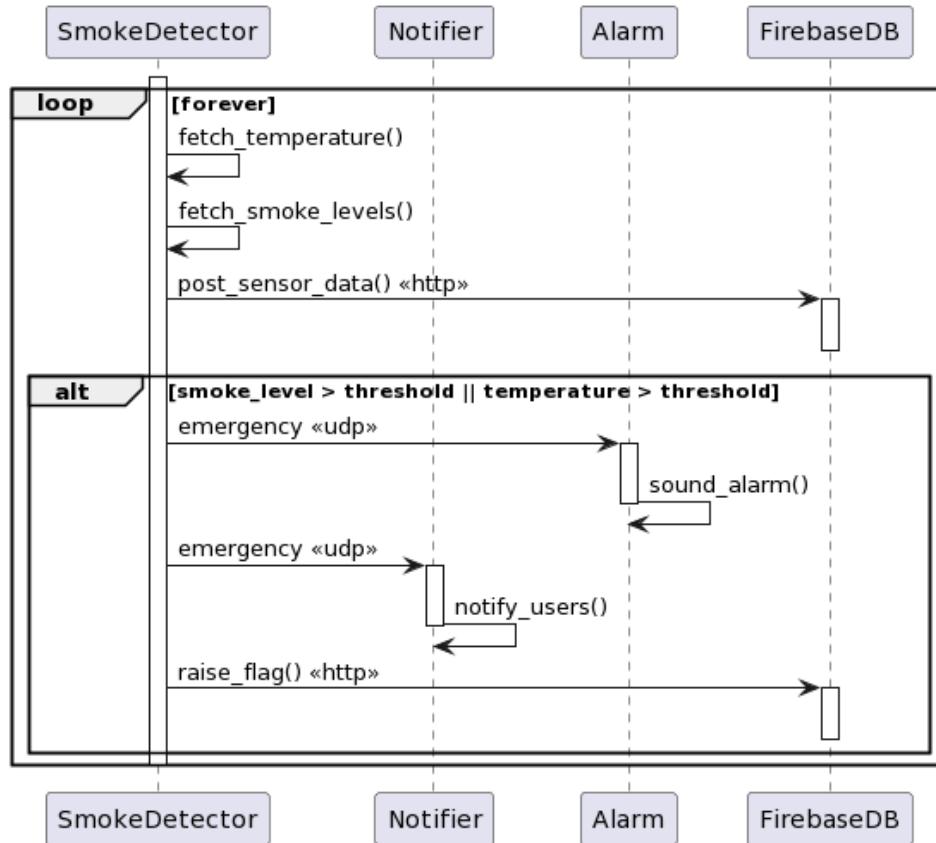 SmokeDetector Notifier Alarm FirebaseDB
loop [forever]
fetch_temperature()
fetch_smoke_levels()
post_sensor_data() «http»
alt [smoke_level > threshold || temperature > threshold]
emergency «udp»
sound_alarm()
emergency «udp»
notify_users()
raise_flag() «http»
SmokeDetector Notifier Alarm FirebaseDB